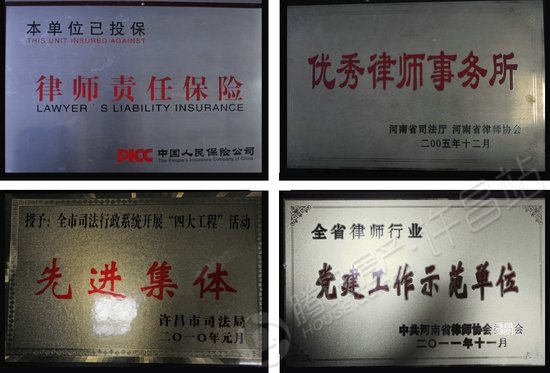 本单位已投保
THIS UNIT INSURED AGAINST
律师责任保险
LAWYER'S LIABILITY INSURANCE
PICC 中国人民保险公司
The People's Insurance Company of China
优秀律师事务所
河南省司法厅 河南省律师协会
二00五年十二月
授予：全市司法行政系统开展“四大工程”活动
先进集体
许昌市司法局
二〇一〇年元月
全省律师行业
党建工作示范单位
中共河南省律师协会委员会
二〇一一年十一月
许昌站